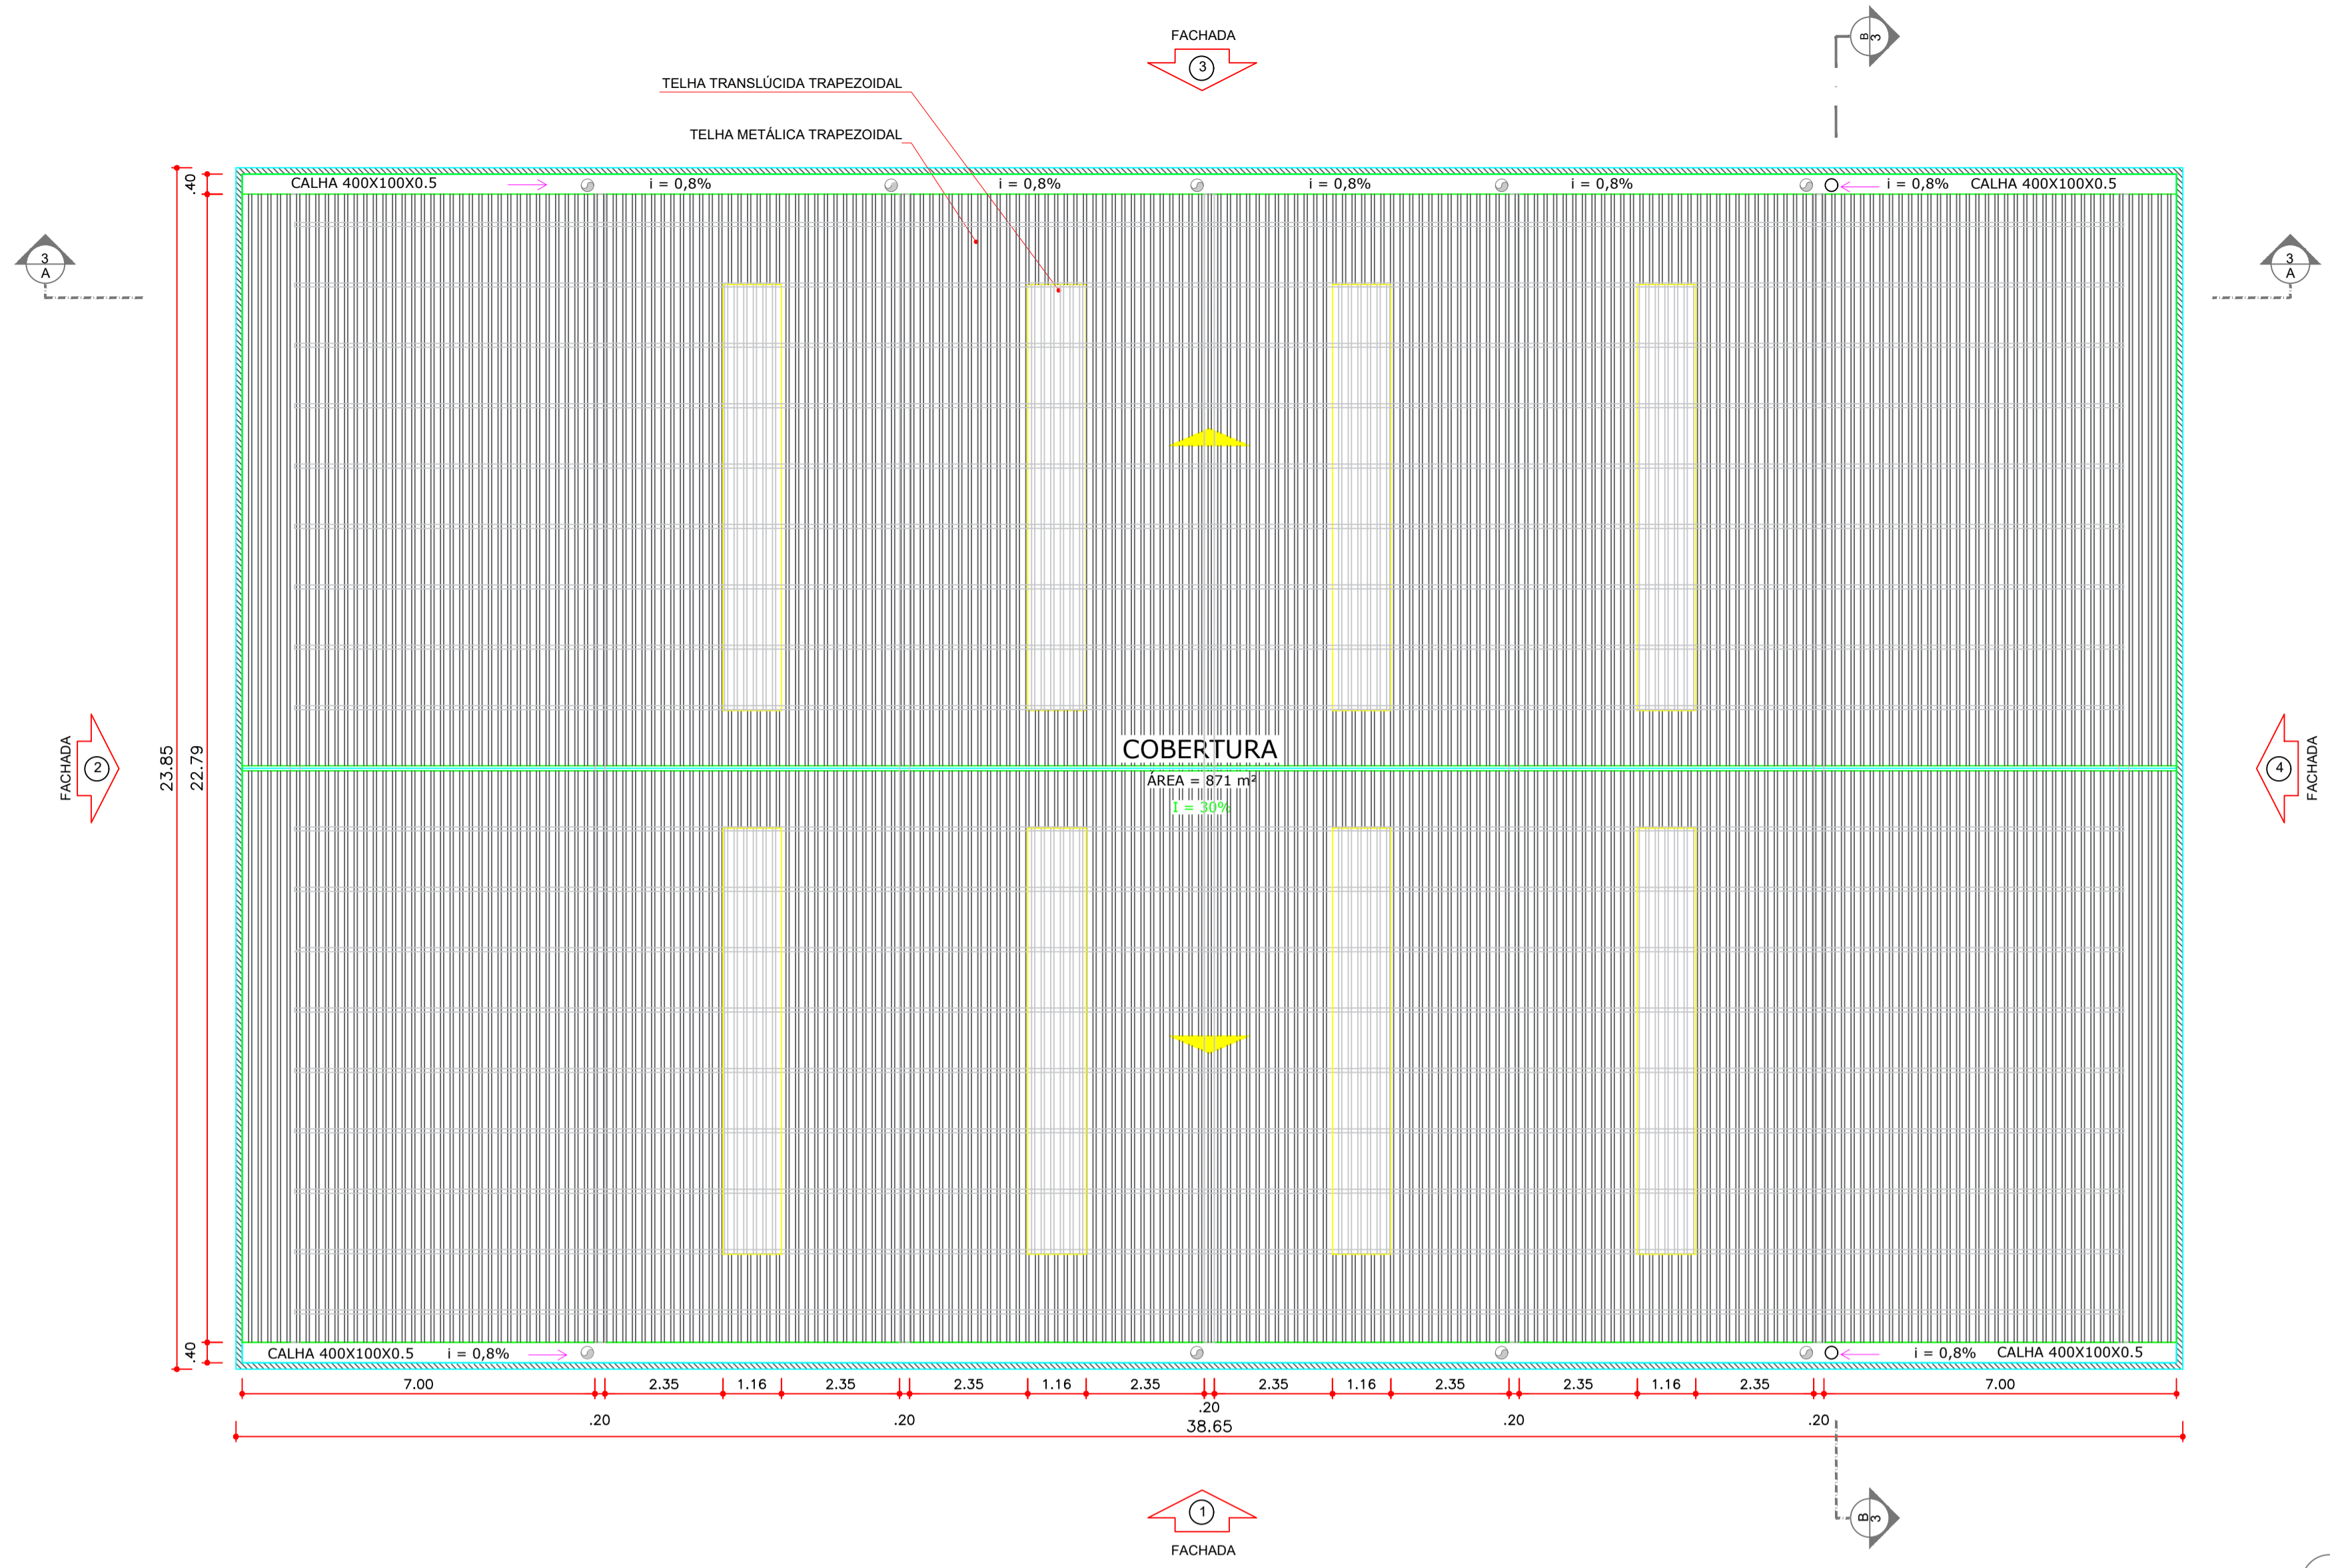 FACHADA
3
B
3
TELHA TRANSLÚCIDA TRAPEZOIDAL
TELHA METÁLICA TRAPEZOIDAL
.40
CALHA 400X100X0.5
i = 0,8%
i = 0,8%
i = 0,8%
i = 0,8%
i = 0,8%
CALHA 400X100X0.5
3
A
3
A
FACHADA
2
23.85
22.79
COBERTURA
ÁREA = 871 m²
I = 30%
4
FACHADA
.40
CALHA 400X100X0.5
i = 0,8%
i = 0,8%
CALHA 400X100X0.5
7.00
2.35
1.16
2.35
2.35
1.16
2.35
2.35
1.16
2.35
2.35
1.16
2.35
7.00
.20
.20
.20
.20
.20
38.65
1
FACHADA
B
3